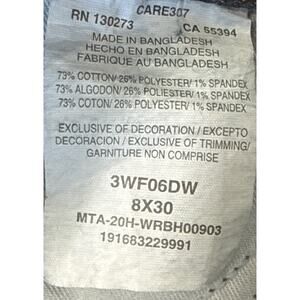 CARE307
RN 130273 CA 55394
MADE IN BANGLADESH
HECHO EN BANGLADESH
FABRIQUE AU BANGLADESH
73% COTTON/ 26% POLYESTER/ 1% SPANDEX
73% ALGODON/ 26% POLYESTER/ 1% SPANDEX
73% COTON/ 26% POLYESTER/ 1% SPANDEX
EXCLUSIVE OF DECORATION / EXCEPTO
DECORACION / EXCLUSIVE OF TRIMMING/
GARNITURE NON COMPRISE
3WF06DW
8X30
MTA-20H-WRBH00903
191683229991